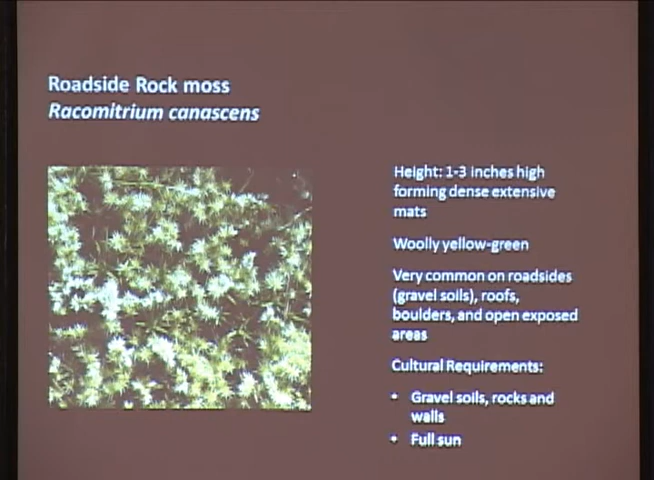 Roadside Rock moss
Racomitrium canascens
Height: 1-3 inches high
forming dense extensive
mats
Woolly yellow-green
Very common on roadsides
(gravel soils), roofs,
boulders, and open exposed
areas
Cultural Requirements:
• Gravel soils, rocks and
walls
• Full sun